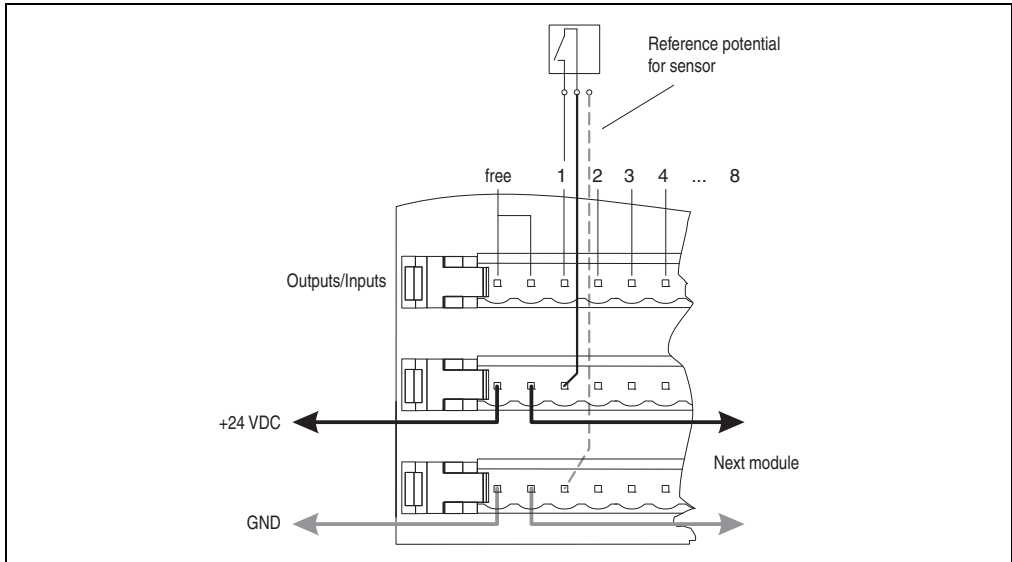 Reference potential
for sensor
free 1 2 3 4 ... 8
Outputs/Inputs
+24 VDC
Next module
GND